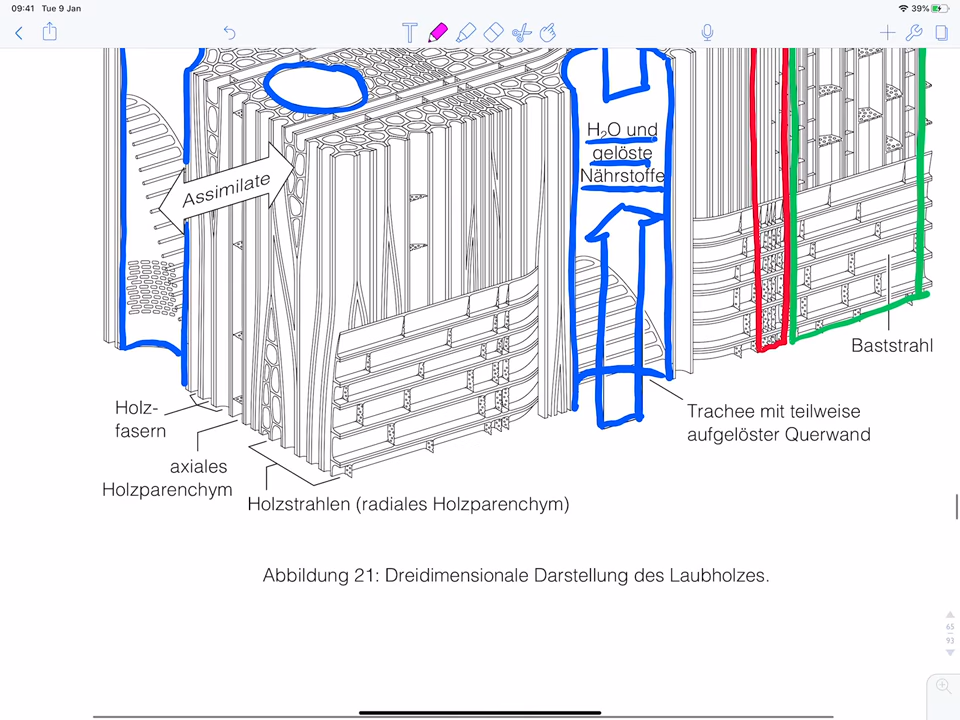 09:41 Tue 9 Jan
39%
T
Assimilate
H₂O und
gelöste
Nährstoffe
Baststrahl
Holz-
fasern
Trachee mit teilweise
aufgelöster Querwand
axiales
Holzparenchym
Holzstrahlen (radiales Holzparenchym)
Abbildung 21: Dreidimensionale Darstellung des Laubholzes.
65
93